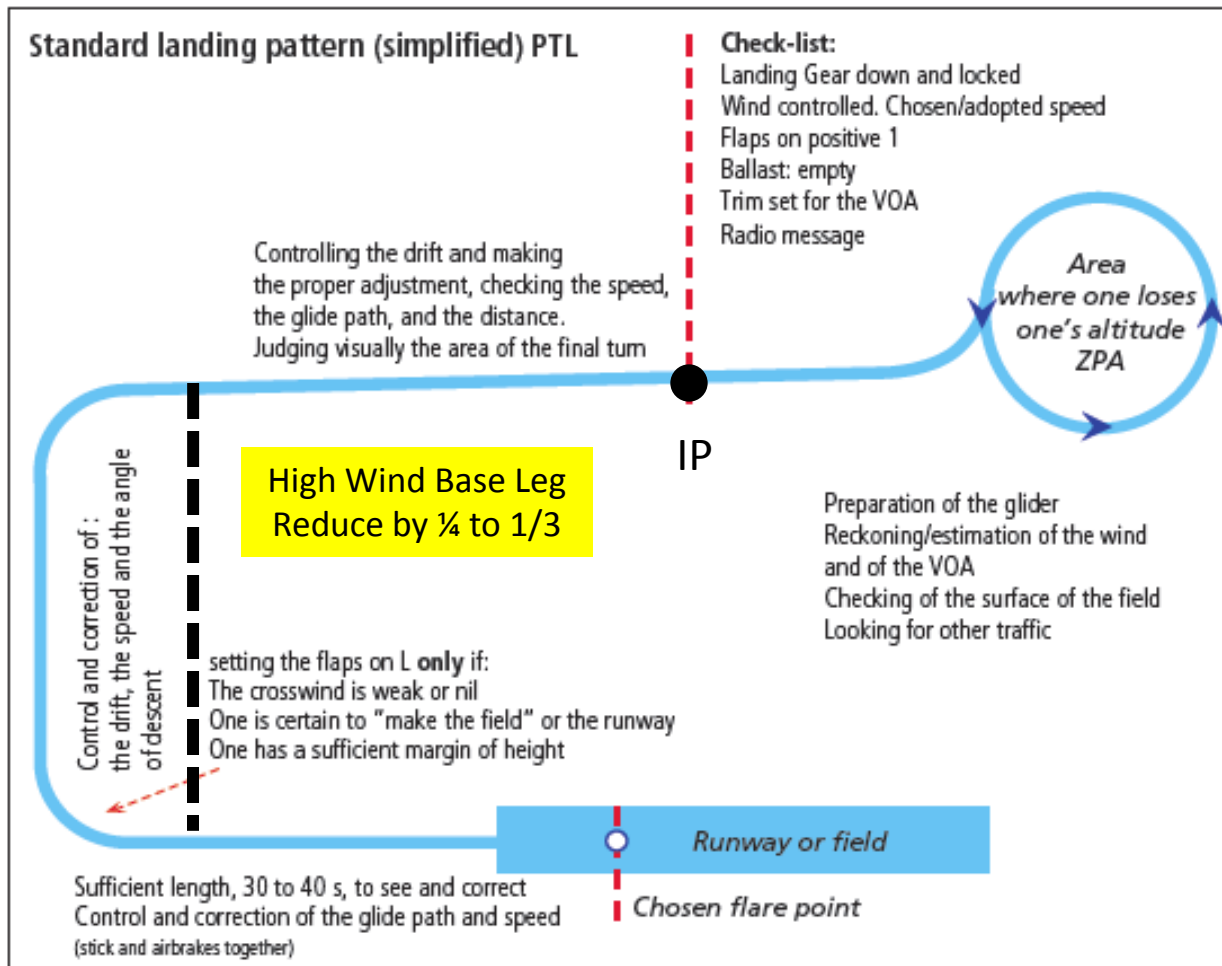 Standard landing pattern (simplified) PTL
Check-list:
Landing Gear down and locked
Wind controlled. Chosen/adopted speed
Flaps on positive 1
Ballast: empty
Trim set for the VOA
Radio message
Area
where one loses
one's altitude
ZPA
Controlling the drift and making
the proper adjustment, checking the speed,
the glide path, and the distance.
Judging visually the area of the final turn
IP
High Wind Base Leg
Reduce by ¼ to 1/3
Preparation of the glider
Reckoning/estimation of the wind
and of the VOA
Checking of the surface of the field
Looking for other traffic
Control and correction of :
the drift, the speed and the angle
of descent
setting the flaps on L only if:
The crosswind is weak or nil
One is certain to "make the field" or the runway
One has a sufficient margin of height
Runway or field
Sufficient length, 30 to 40 s, to see and correct
Control and correction of the glide path and speed
(stick and airbrakes together)
Chosen flare point